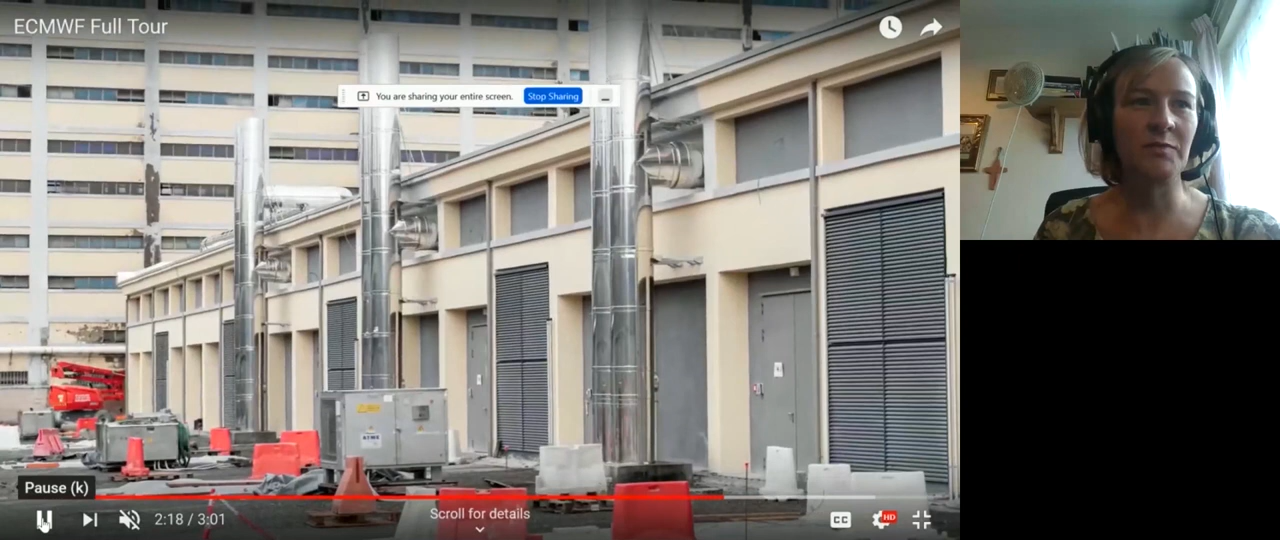 ECMWF Full Tour
You are sharing your entire screen. Stop Sharing
Pause (k)
2:18 / 3:01
Scroll for details
CC
HD